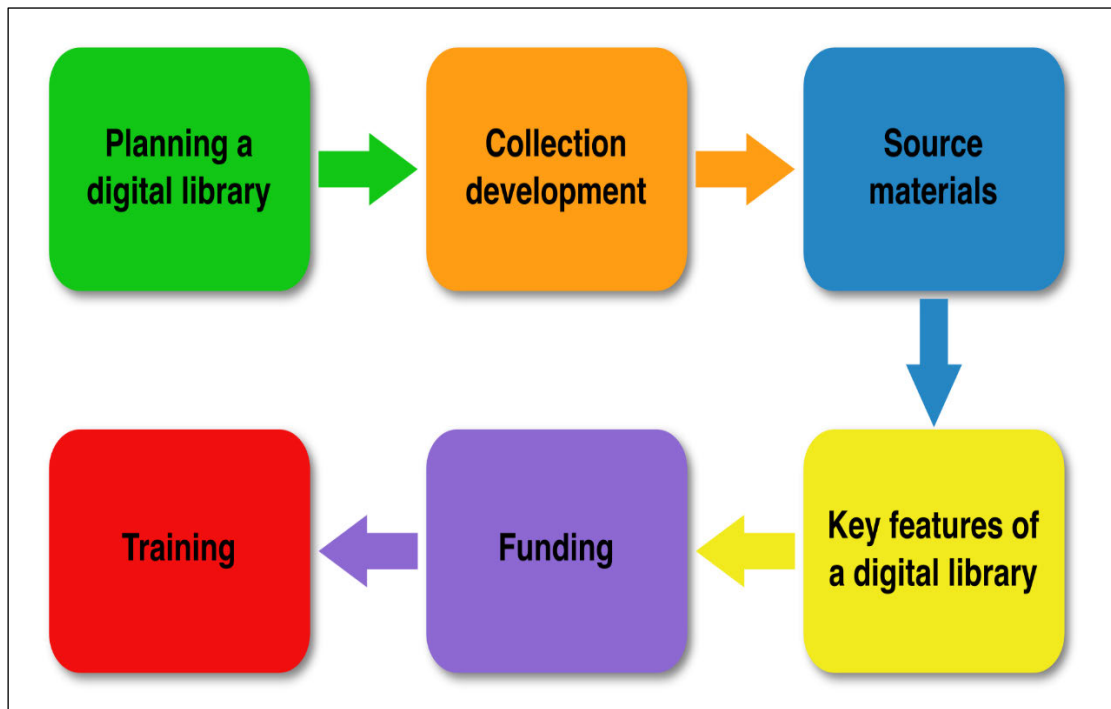 Planning a
digital library
Collection
development
Source
materials
Key features of
a digital library
Funding
Training